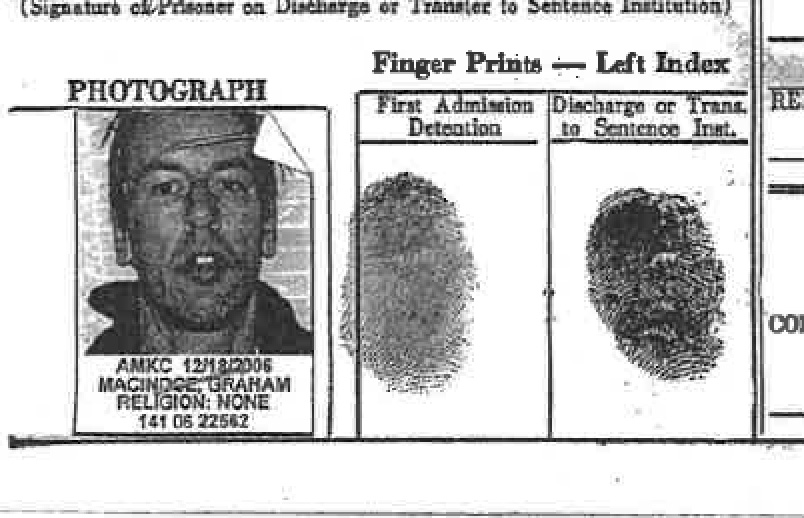 (Signature of Prisoner on Discharge or Transfer to Sentence Institution)
Finger Prints — Left Index
PHOTOGRAPH
First Admission
Detention
Discharge or Trans.
to Sentence Inst.
RE
AMKC 12/18/2006
MACINDOE, GRAHAM
RELIGION: NONE
141 06 22562
CON